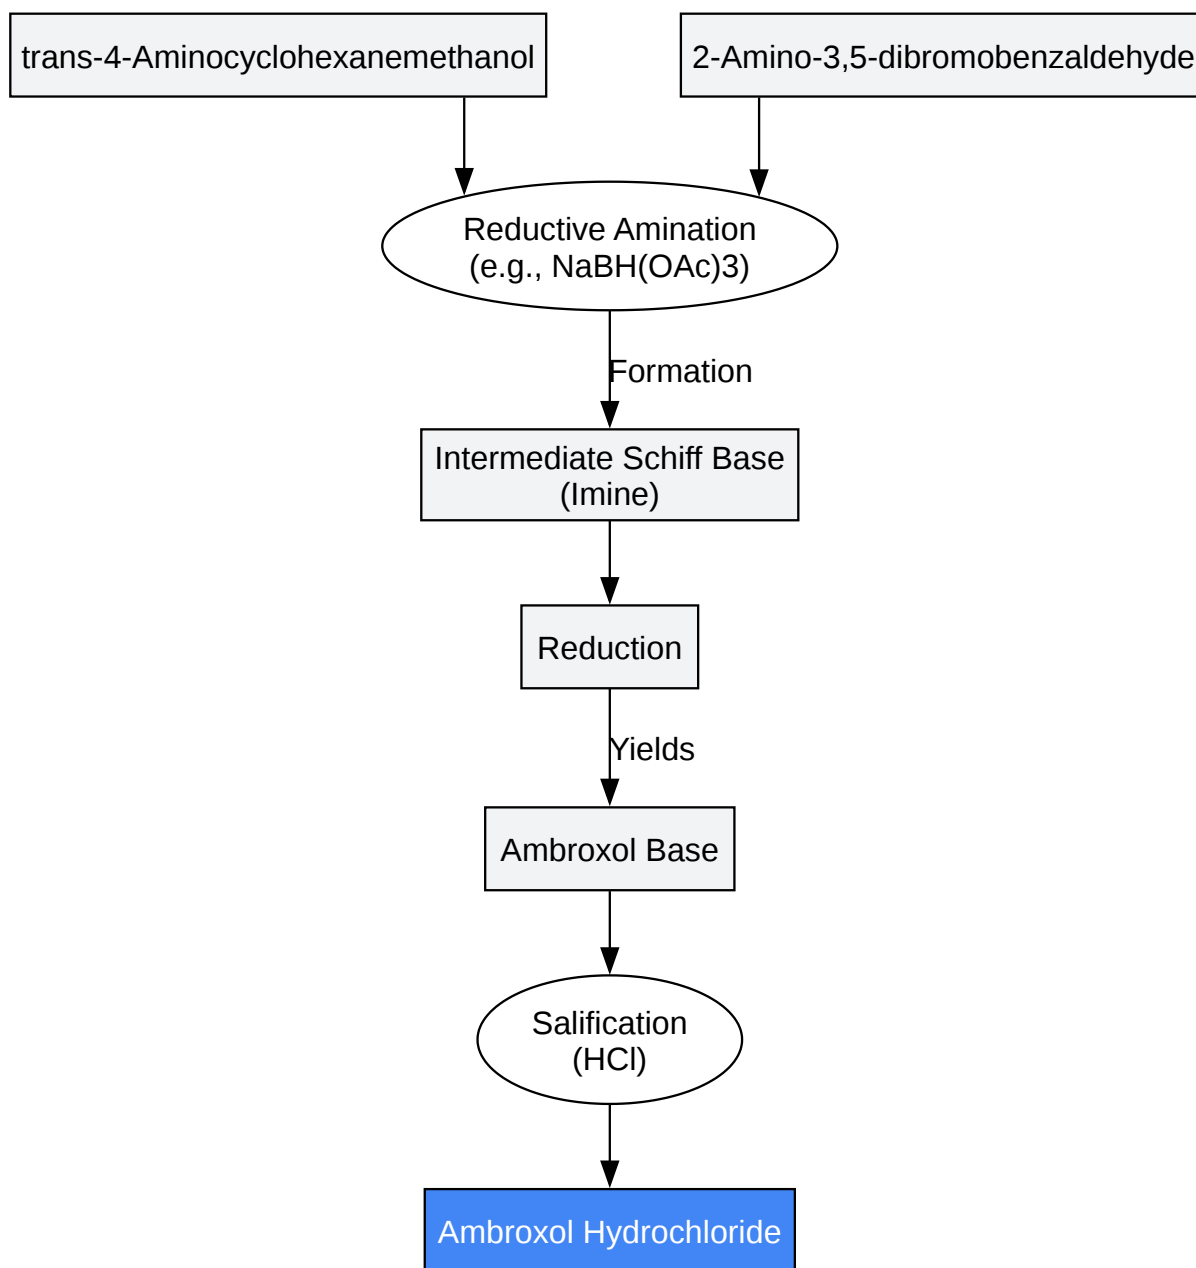 trans-4-Aminocyclohexanemethanol
2-Amino-3,5-dibromobenzaldehyde
Reductive Amination
(e.g., NaBH(OAc)3)
Formation
Intermediate Schiff Base
(Imine)
Reduction
Yields
Ambroxol Base
Salification
(HCl)
Ambroxol Hydrochloride